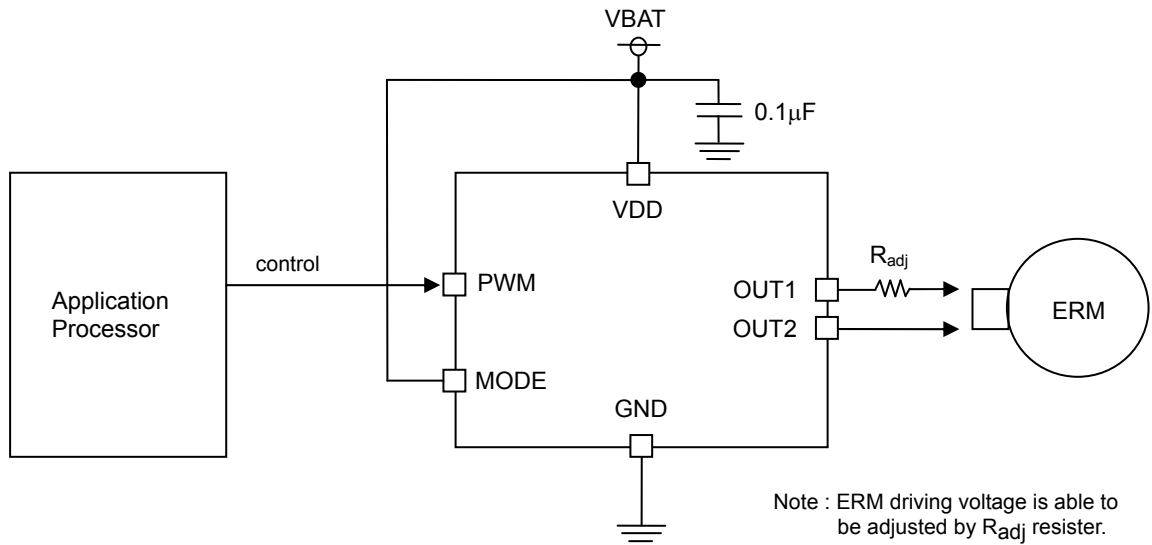 VBAT
0.1μF
VDD
control
PWM
Application
Processor
Radj
OUT1
OUT2
ERM
MODE
GND
Note : ERM driving voltage is able to
be adjusted by Radj resister.